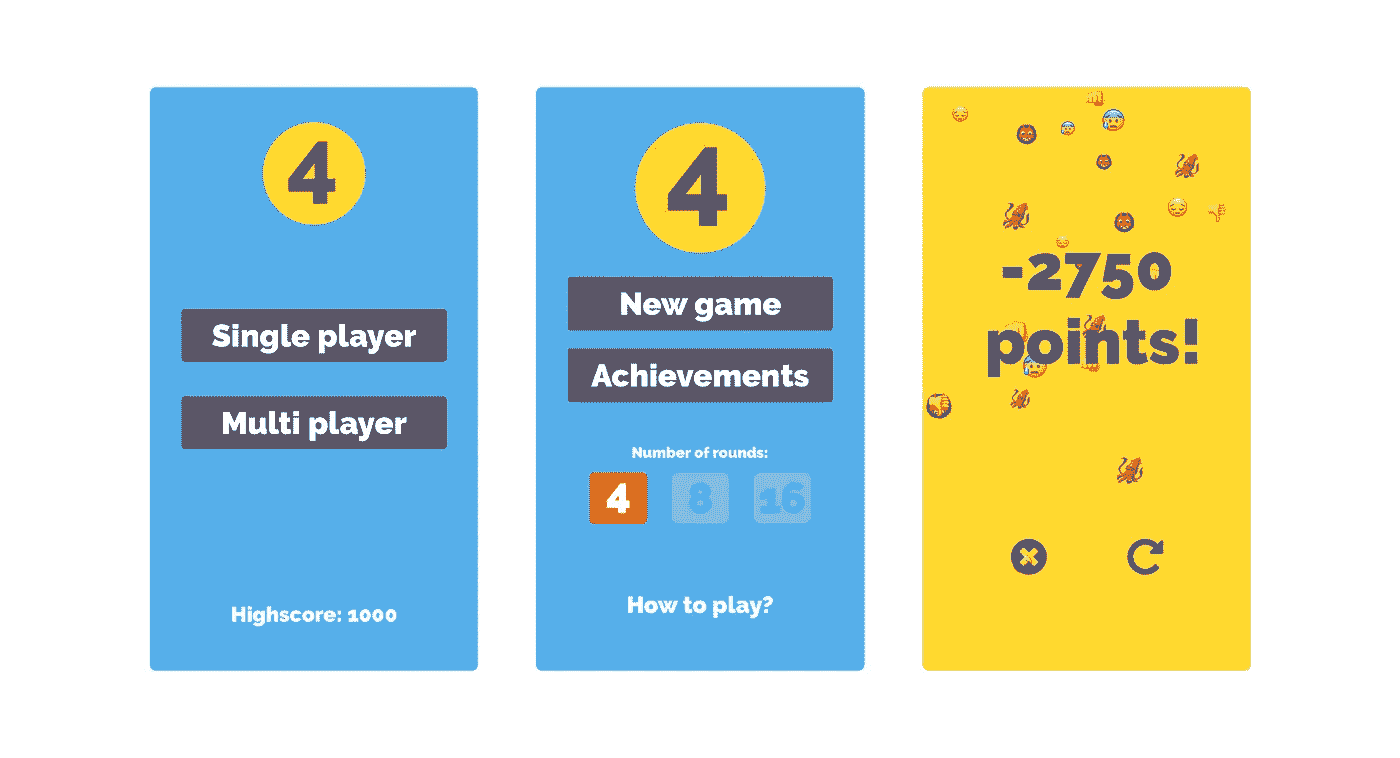 4
Single player
Multi player
Highscore: 1000
4
New game
Achievements
Number of rounds:
4 8 16
How to play?
-2750
points!